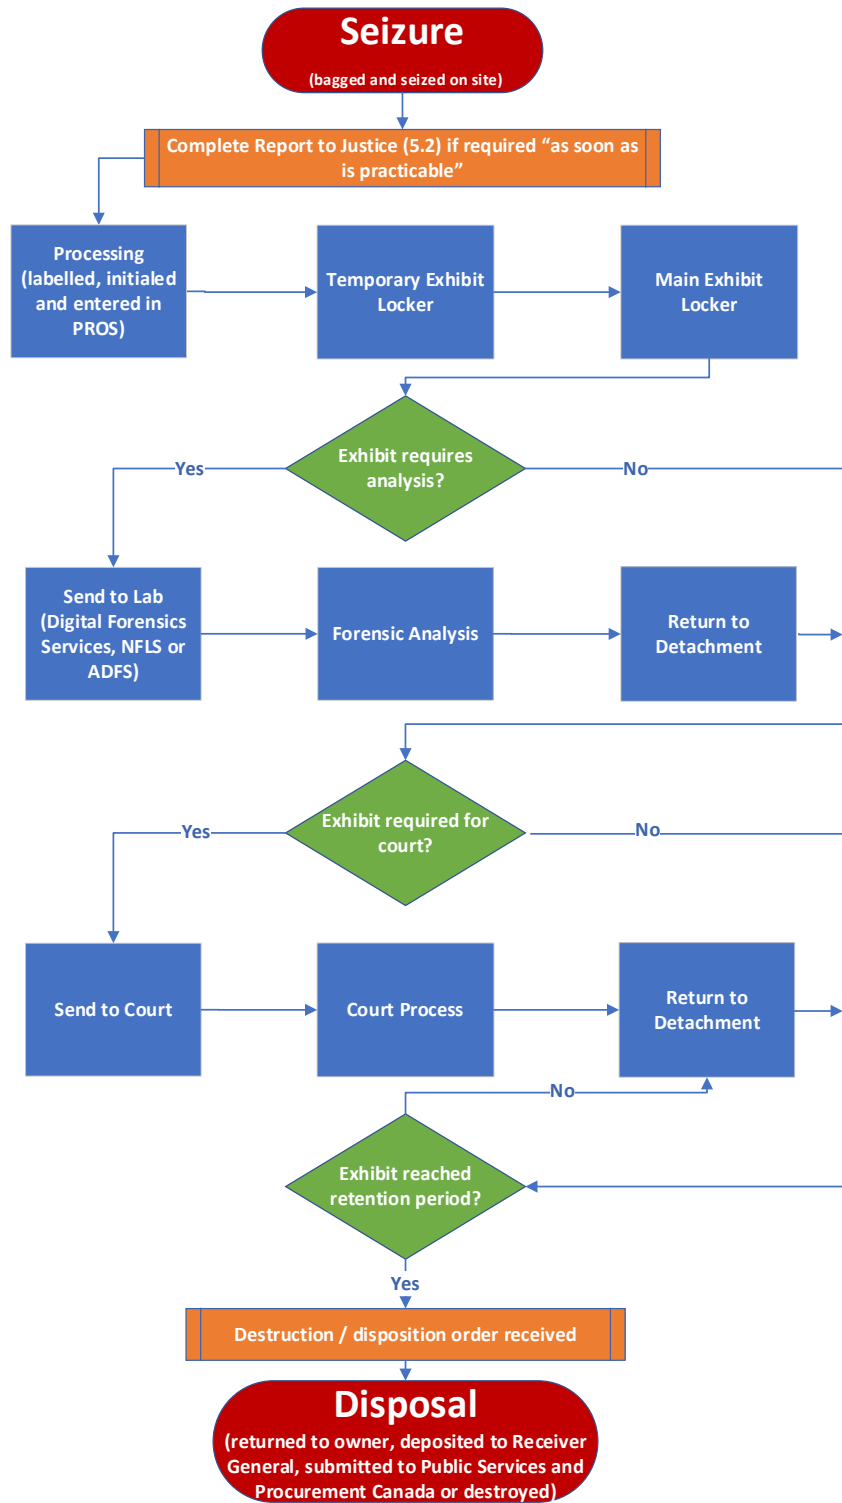 Seizure
(bagged and seized on site)
Complete Report to Justice (5.2) if required “as soon as
is practicable”
Processing
(labelled, initialed
and entered in
PROS)
Temporary Exhibit
Locker
Main Exhibit
Locker
Exhibit requires
analysis?
Yes
No
Send to Lab
(Digital Forensics
Services, NFLS or
ADFS)
Forensic Analysis
Return to
Detachment
Exhibit required for
court?
Yes
No
Send to Court
Court Process
Return to
Detachment
No
Exhibit reached
retention period?
Yes
Destruction / disposition order received
Disposal
(returned to owner, deposited to Receiver
General, submitted to Public Services and
Procurement Canada or destroyed)